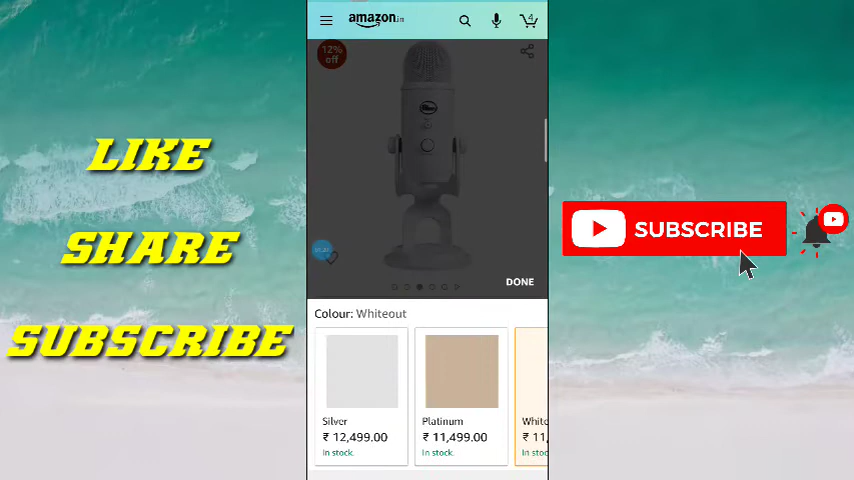 LIKE
SHARE
SUBSCRIBE
amazon.in
4
12%
off
DONE
Colour: Whiteout
Silver
₹ 12,499.00
In stock.
Platinum
₹ 11,499.00
In stock.
SUBSCRIBE